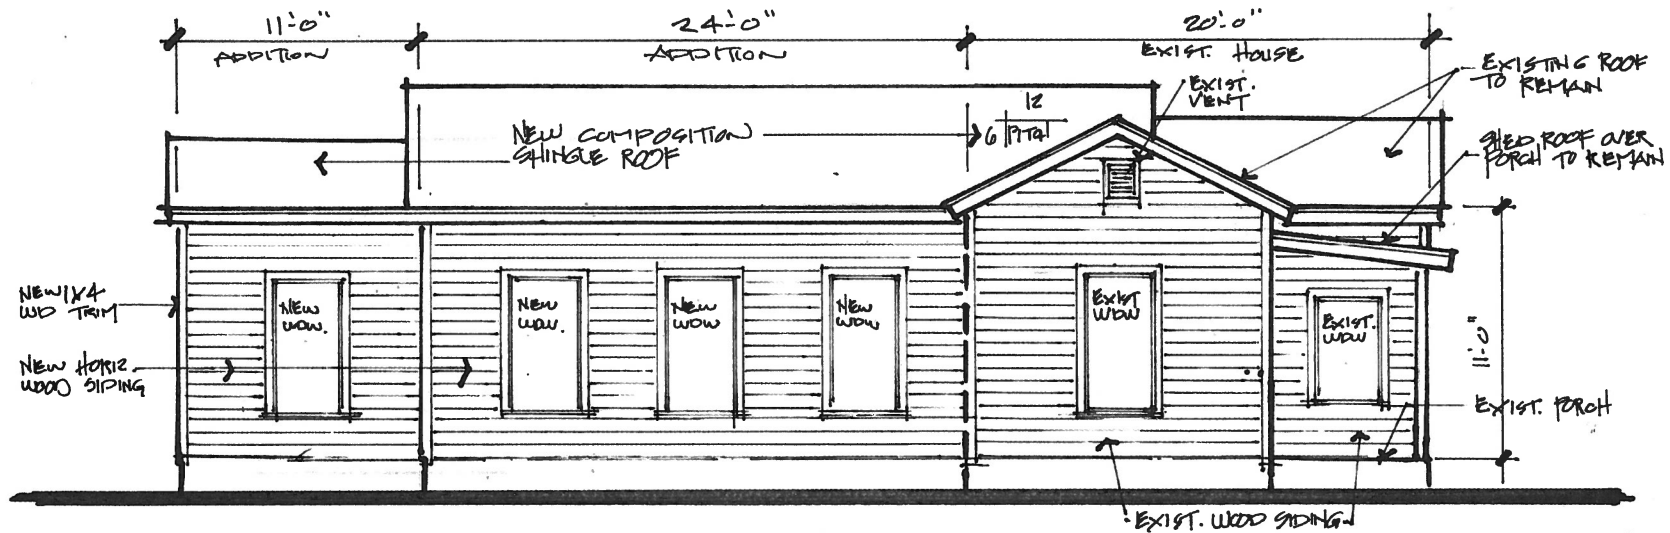 11'-0"
ADDITION
24'-0"
ADDITION
20'-0"
EXIST. HOUSE
EXISTING ROOF
TO REMAIN
EXIST.
VENT
12
6 PITCH
NEW COMPOSITION
SHINGLE ROOF
SHED ROOF OVER
PORCH TO REMAIN
NEW 1X4
WD TRIM
NEW HORIZ.
WOOD SIDING
NEW
WDW.
NEW
WDW.
NEW
WDW
NEW
WDW
EXIST
WDW
EXIST.
WDW
11'-0"
EXIST. PORCH
EXIST. WOOD SIDING